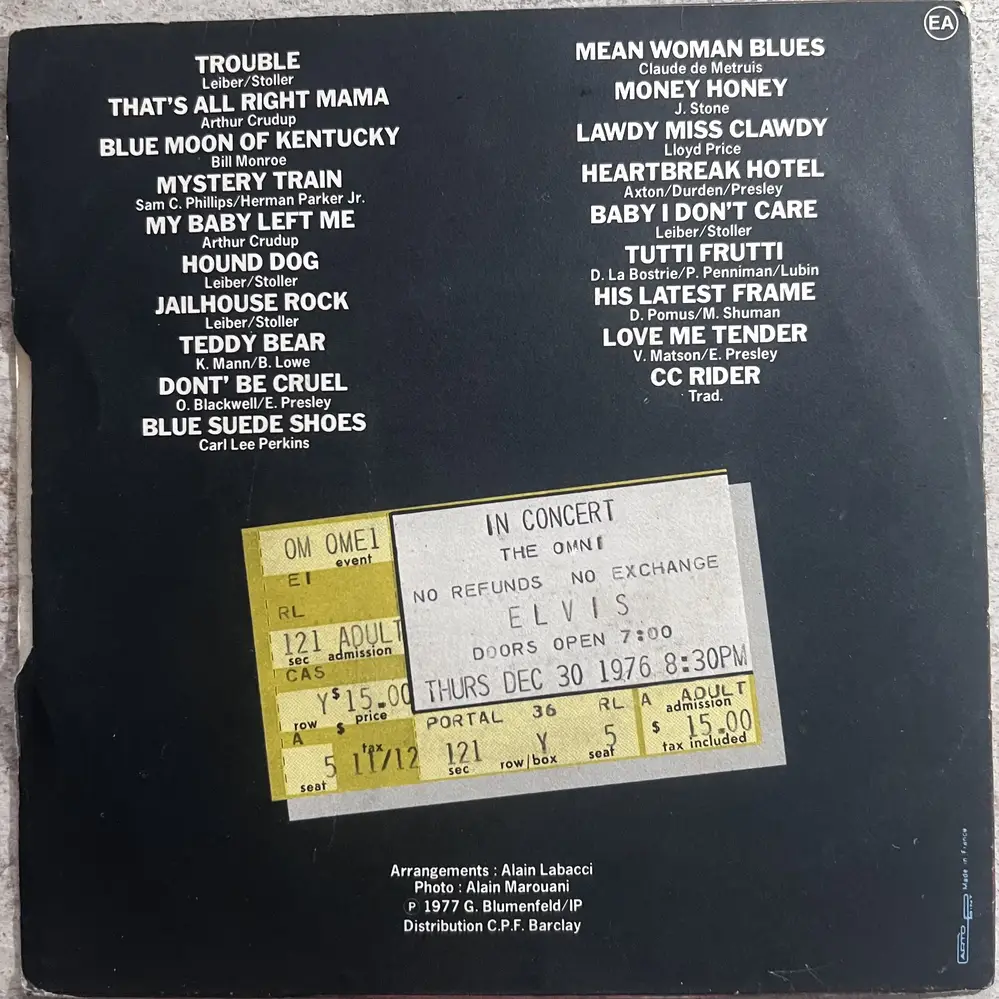 EA
TROUBLE
Leiber/Stoller
THAT'S ALL RIGHT MAMA
Arthur Crudup
BLUE MOON OF KENTUCKY
Bill Monroe
MYSTERY TRAIN
Sam C. Phillips/Herman Parker Jr.
MY BABY LEFT ME
Arthur Crudup
HOUND DOG
Leiber/Stoller
JAILHOUSE ROCK
Leiber/Stoller
TEDDY BEAR
K. Mann/B. Lowe
DONT' BE CRUEL
O. Blackwell/E. Presley
BLUE SUEDE SHOES
Carl Lee Perkins
MEAN WOMAN BLUES
Claude de Metruis
MONEY HONEY
J. Stone
LAWDY MISS CLAWDY
Lloyd Price
HEARTBREAK HOTEL
Axton/Durden/Presley
BABY I DON'T CARE
Leiber/Stoller
TUTTI FRUTTI
D. La Bostrie/P. Penniman/Lubin
HIS LATEST FRAME
D. Pomus/M. Shuman
LOVE ME TENDER
V. Matson/E. Presley
CC RIDER
Trad.
OM OME1
event
EI
RL
121 ADULT
sec admission
CAS
Y $15.00
row price
A $
tax
5 11/12
seat
IN CONCERT
THE OMNI
NO REFUNDS NO EXCHANGE
ELVIS
DOORS OPEN 7:00
THURS DEC 30 1976 8:30PM
PORTAL 36 RL
121 Y 5
sec row/box seat
A ADULT
admission
$ 15.00
tax included
Arrangements : Alain Labacci
Photo : Alain Marouani
℗ 1977 G. Blumenfeld/IP
Distribution C.P.F. Barclay
Made in France